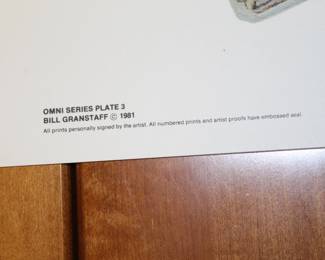 OMNI SERIES PLATE 3
BILL GRANSTAFF © 1981
All prints personally signed by the artist. All numbered prints and artist proofs have embossed seal.